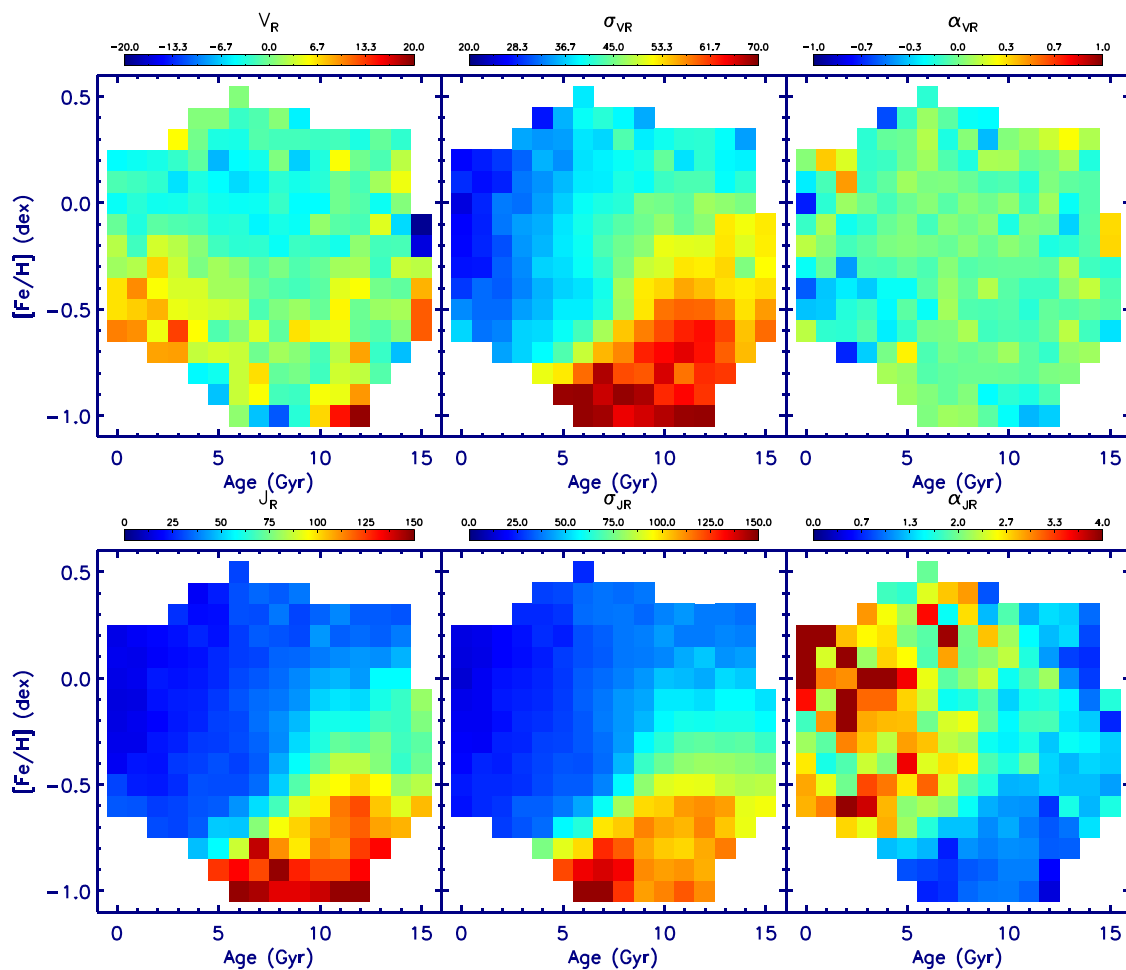 V_R σ_VR α_VR
-20.0 -13.3 -6.7 0.0 6.7 13.3 20.0 20.0 28.3 36.7 45.0 53.3 61.7 70.0 -1.0 -0.7 -0.3 0.0 0.3 0.7 1.0
0.5
0.0
-0.5
-1.0
[Fe/H] (dex)
0 5 10 15 0 5 10 15 0 5 10 15
Age (Gyr) Age (Gyr) Age (Gyr)
J_R σ_JR α_JR
0 25 50 75 100 125 150 0.0 25.0 50.0 75.0 100.0 125.0 150.0 0.0 0.7 1.3 2.0 2.7 3.3 4.0
0.5
0.0
-0.5
-1.0
[Fe/H] (dex)
0 5 10 15 0 5 10 15 0 5 10 15
Age (Gyr) Age (Gyr) Age (Gyr)